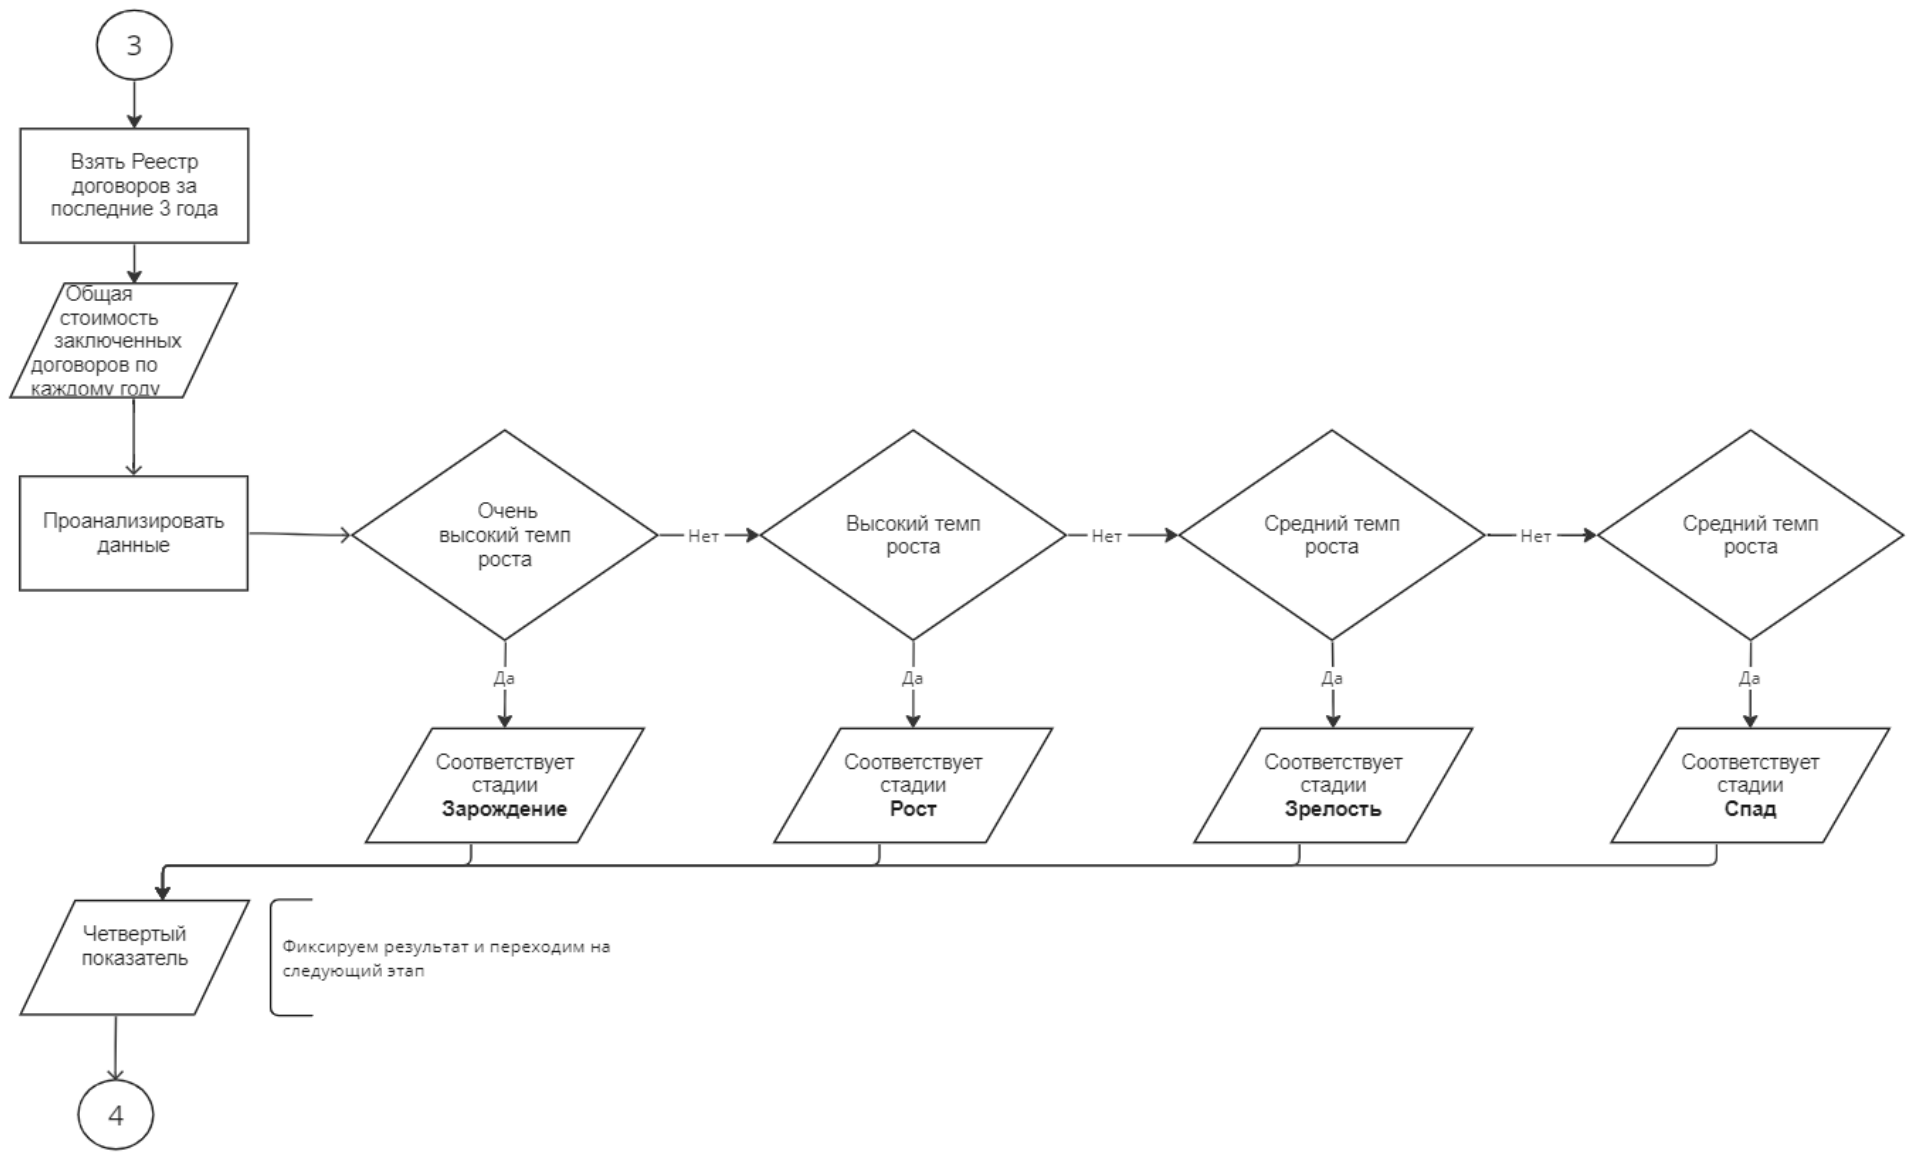 3
Взять Реестр
договоров за
последние 3 года
Общая
стоимость
заключенных
договоров по
каждому году
Проанализировать
данные
Очень
высокий темп
роста
Нет
Высокий темп
роста
Нет
Средний темп
роста
Нет
Средний темп
роста
Да
Да
Да
Да
Соответствует
стадии
Зарождение
Соответствует
стадии
Рост
Соответствует
стадии
Зрелость
Соответствует
стадии
Спад
Четвертый
показатель
Фиксируем результат и переходим на
следующий этап
4